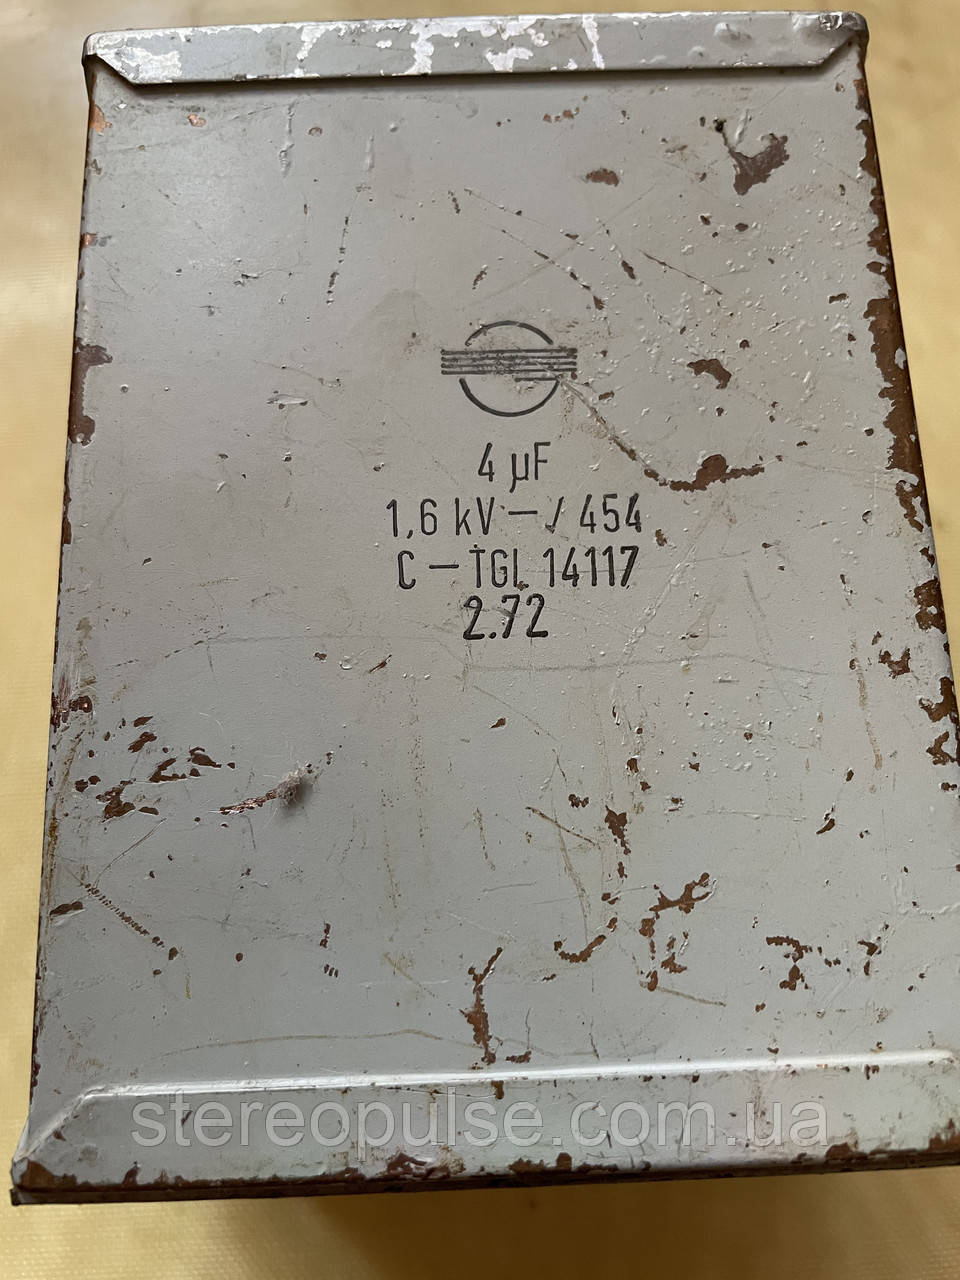 4 µF
1,6 kV – / 454
C – TGL 14117
2.72
stereopulse.com.ua